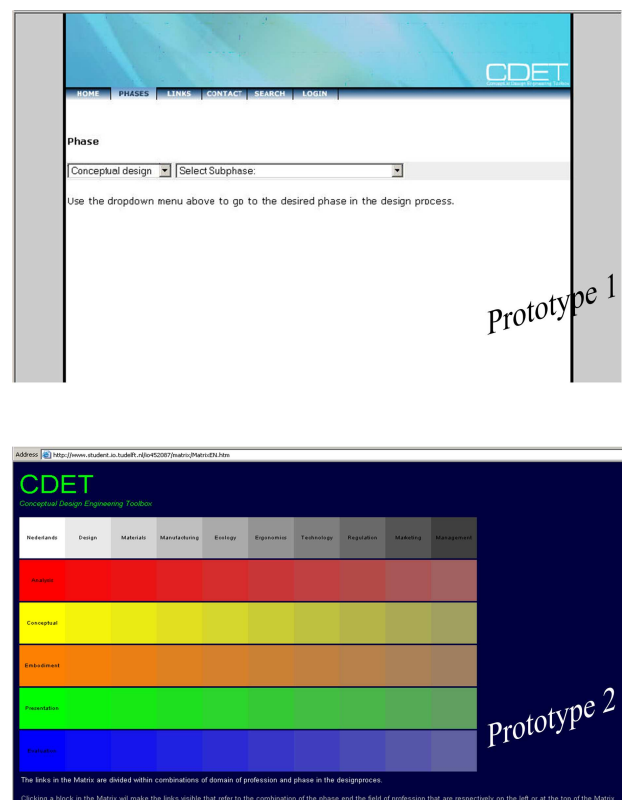 CDET
Conceptual Design Engineering Toolbox
HOME PHASES LINKS CONTACT SEARCH LOGIN
Phase
Conceptual design Select Subphase:
Use the dropdown menu above to go to the desired phase in the design process.
Prototype 1
Address http://www.student.io.tudelft.nl/io452087/matrix/MatrixEN.htm
CDET
Conceptual Design Engineering Toolbox
Nederlands Design Materials Manufacturing Ecology Ergonomics Technology Regulation Marketing Management
Analysis
Conceptual
Embodiment
Presentation
Prototype 2
The links in the Matrix are divided within combinations of domain of profession and phase in the designproces.
Clicking a block in the Matrix wil make the links visible that refer to the combination of the phase end the field of profession that are respectively on the left or at the top of the Matrix